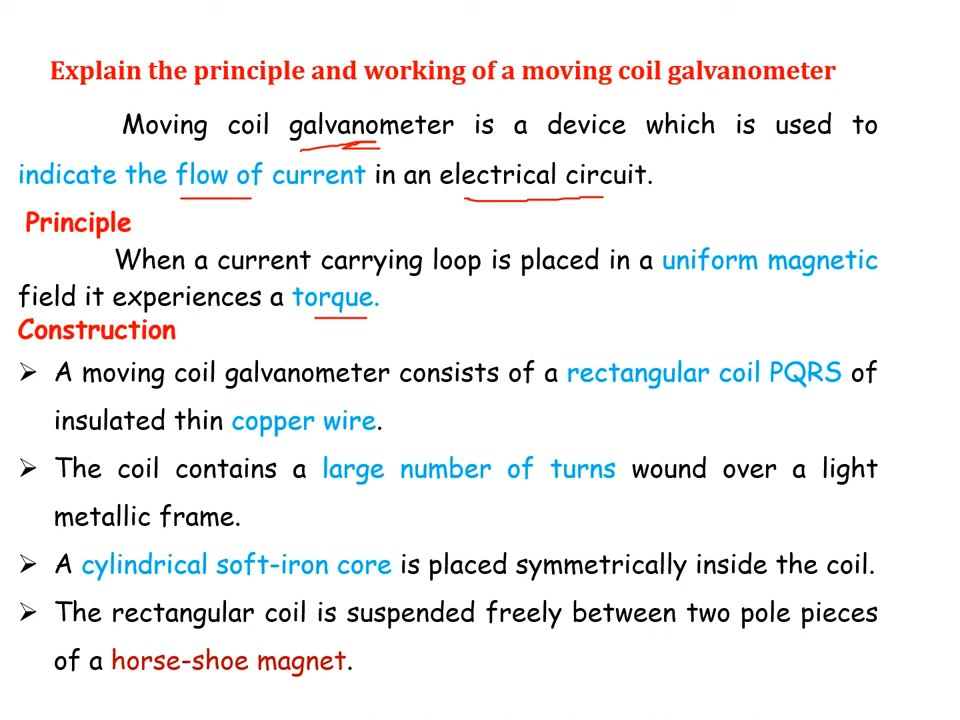 Explain the principle and working of a moving coil galvanometer
Moving coil galvanometer is a device which is used to
indicate the flow of current in an electrical circuit.
Principle
When a current carrying loop is placed in a uniform magnetic
field it experiences a torque.
Construction
➢ A moving coil galvanometer consists of a rectangular coil PQRS of
insulated thin copper wire.
➢ The coil contains a large number of turns wound over a light
metallic frame.
➢ A cylindrical soft-iron core is placed symmetrically inside the coil.
➢ The rectangular coil is suspended freely between two pole pieces
of a horse-shoe magnet.